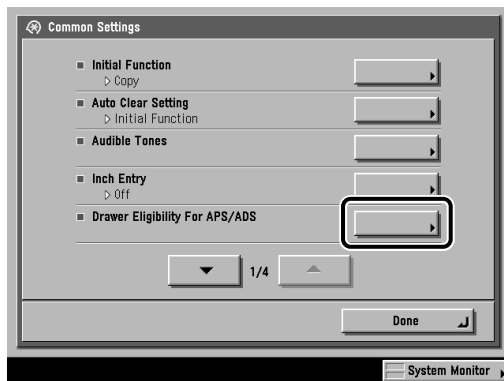 Common Settings
Initial Function
Copy
Auto Clear Setting
Initial Function
Audible Tones
Inch Entry
Off
Drawer Eligibility For APS/ADS
1/4
Done
System Monitor